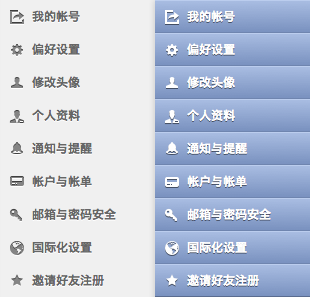 我的帐号
偏好设置
修改头像
个人资料
通知与提醒
帐户与帐单
邮箱与密码安全
国际化设置
邀请好友注册
我的帐号
偏好设置
修改头像
个人资料
通知与提醒
帐户与帐单
邮箱与密码安全
国际化设置
邀请好友注册